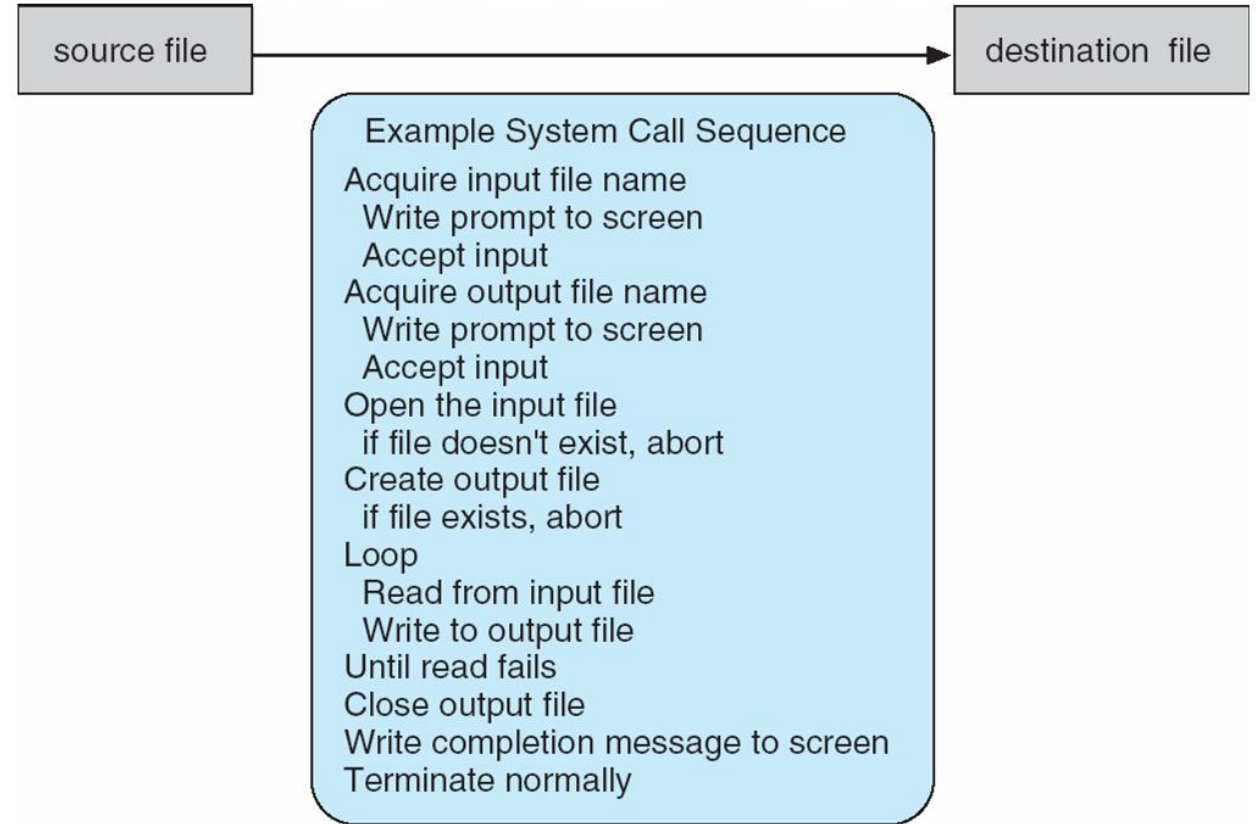 source file
destination file
Example System Call Sequence
Acquire input file name
Write prompt to screen
Accept input
Acquire output file name
Write prompt to screen
Accept input
Open the input file
if file doesn't exist, abort
Create output file
if file exists, abort
Loop
Read from input file
Write to output file
Until read fails
Close output file
Write completion message to screen
Terminate normally